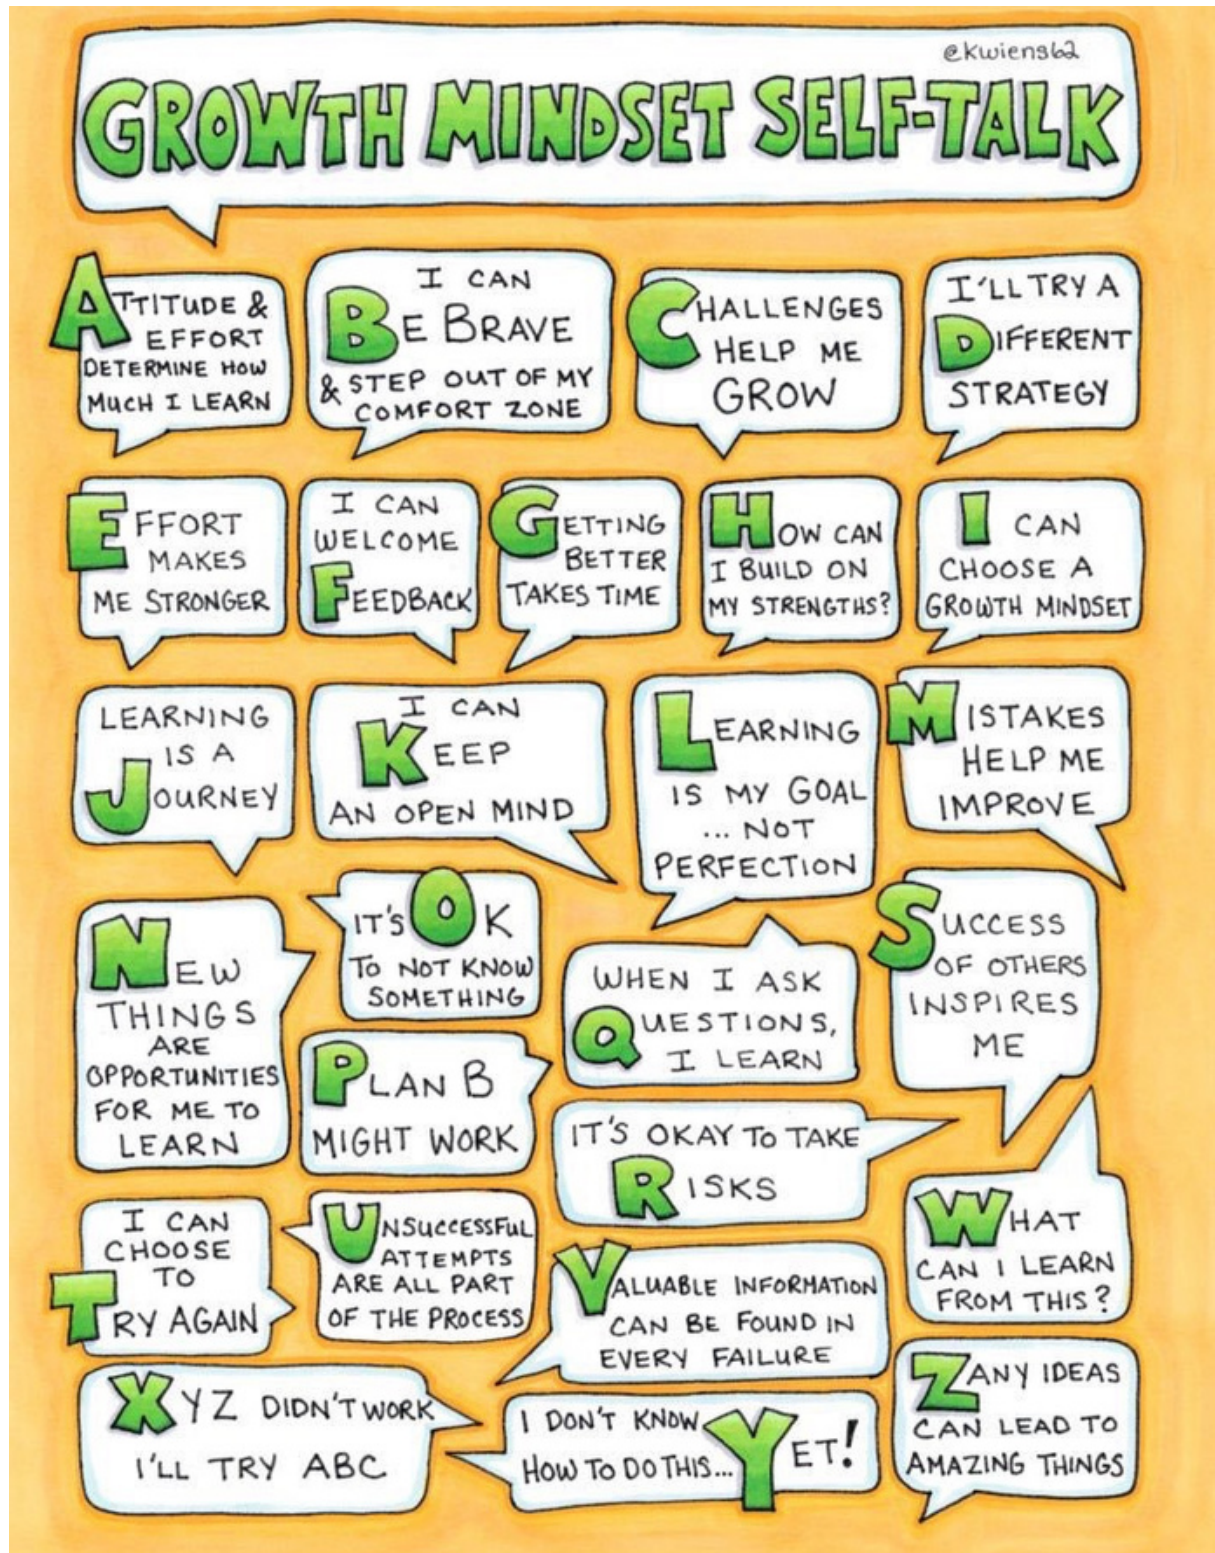 @kwiens62
GROWTH MINDSET SELF-TALK
ATTITUDE &
EFFORT
DETERMINE HOW
MUCH I LEARN
I CAN
BE BRAVE
& STEP OUT OF MY
COMFORT ZONE
CHALLENGES
HELP ME
GROW
I'LL TRY A
DIFFERENT
STRATEGY
EFFORT
MAKES
ME STRONGER
I CAN
WELCOME
FEEDBACK
GETTING
BETTER
TAKES TIME
HOW CAN
I BUILD ON
MY STRENGTHS?
I CAN
CHOOSE A
GROWTH MINDSET
LEARNING
IS A
JOURNEY
I CAN
KEEP
AN OPEN MIND
LEARNING
IS MY GOAL
... NOT
PERFECTION
MISTAKES
HELP ME
IMPROVE
NEW
THINGS
ARE
OPPORTUNITIES
FOR ME TO
LEARN
IT'S OK
TO NOT KNOW
SOMETHING
PLAN B
MIGHT WORK
WHEN I ASK
QUESTIONS,
I LEARN
IT'S OKAY TO TAKE
RISKS
SUCCESS
OF OTHERS
INSPIRES
ME
I CAN
CHOOSE
TO
TRY AGAIN
UNSUCCESSFUL
ATTEMPTS
ARE ALL PART
OF THE PROCESS
VALUABLE INFORMATION
CAN BE FOUND IN
EVERY FAILURE
WHAT
CAN I LEARN
FROM THIS?
XYZ DIDN'T WORK
I'LL TRY ABC
I DON'T KNOW
HOW TO DO THIS... YET!
ZANY IDEAS
CAN LEAD TO
AMAZING THINGS